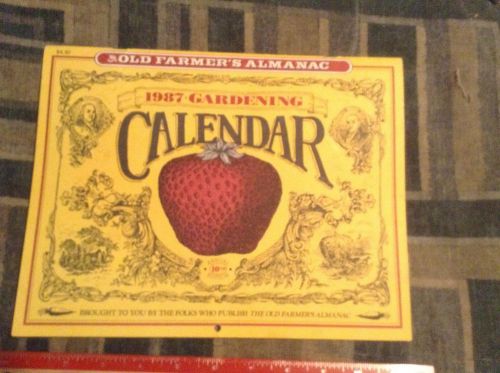 THE OLD FARMER'S ALMANAC
1987 GARDENING
CALENDAR
BROUGHT TO YOU BY THE FOLKS WHO PUBLISH THE OLD FARMER'S ALMANAC